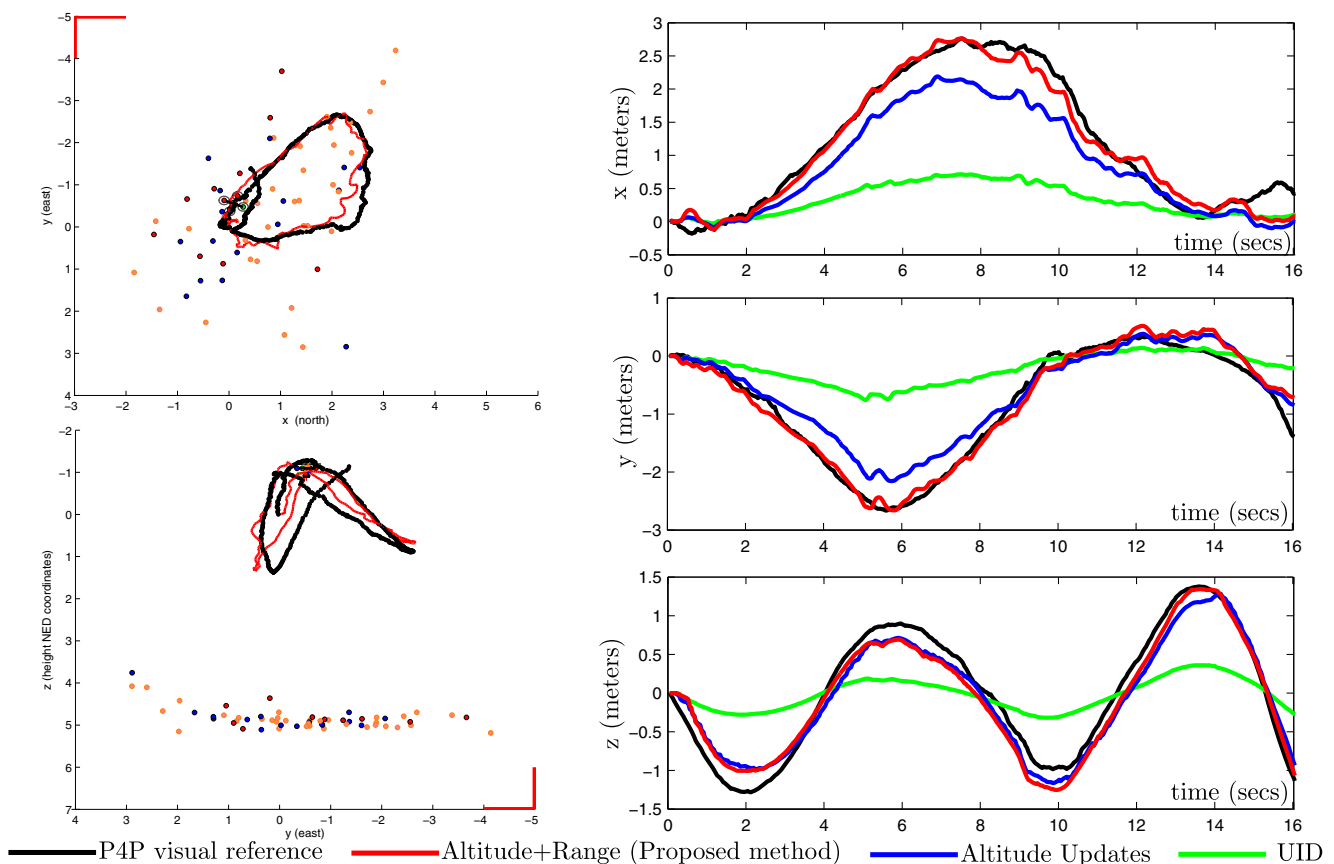 −5
−4
−3
−2
−1
0
1
2
3
4
y (east)
−3 −2 −1 0 1 2 3 4 5 6
x (north)
−2
−1
0
1
2
3
4
5
6
7
z (height NED coordinates)
4 3 2 1 0 −1 −2 −3 −4 −5
y (east)
3
2.5
2
1.5
1
0.5
0
−0.5
x (meters)
time (secs)
0 2 4 6 8 10 12 14 16
1
0
−1
−2
−3
y (meters)
time (secs)
0 2 4 6 8 10 12 14 16
1.5
1
0.5
0
−0.5
−1
−1.5
z (meters)
time (secs)
0 2 4 6 8 10 12 14 16
P4P visual reference Altitude+Range (Proposed method) Altitude Updates UID